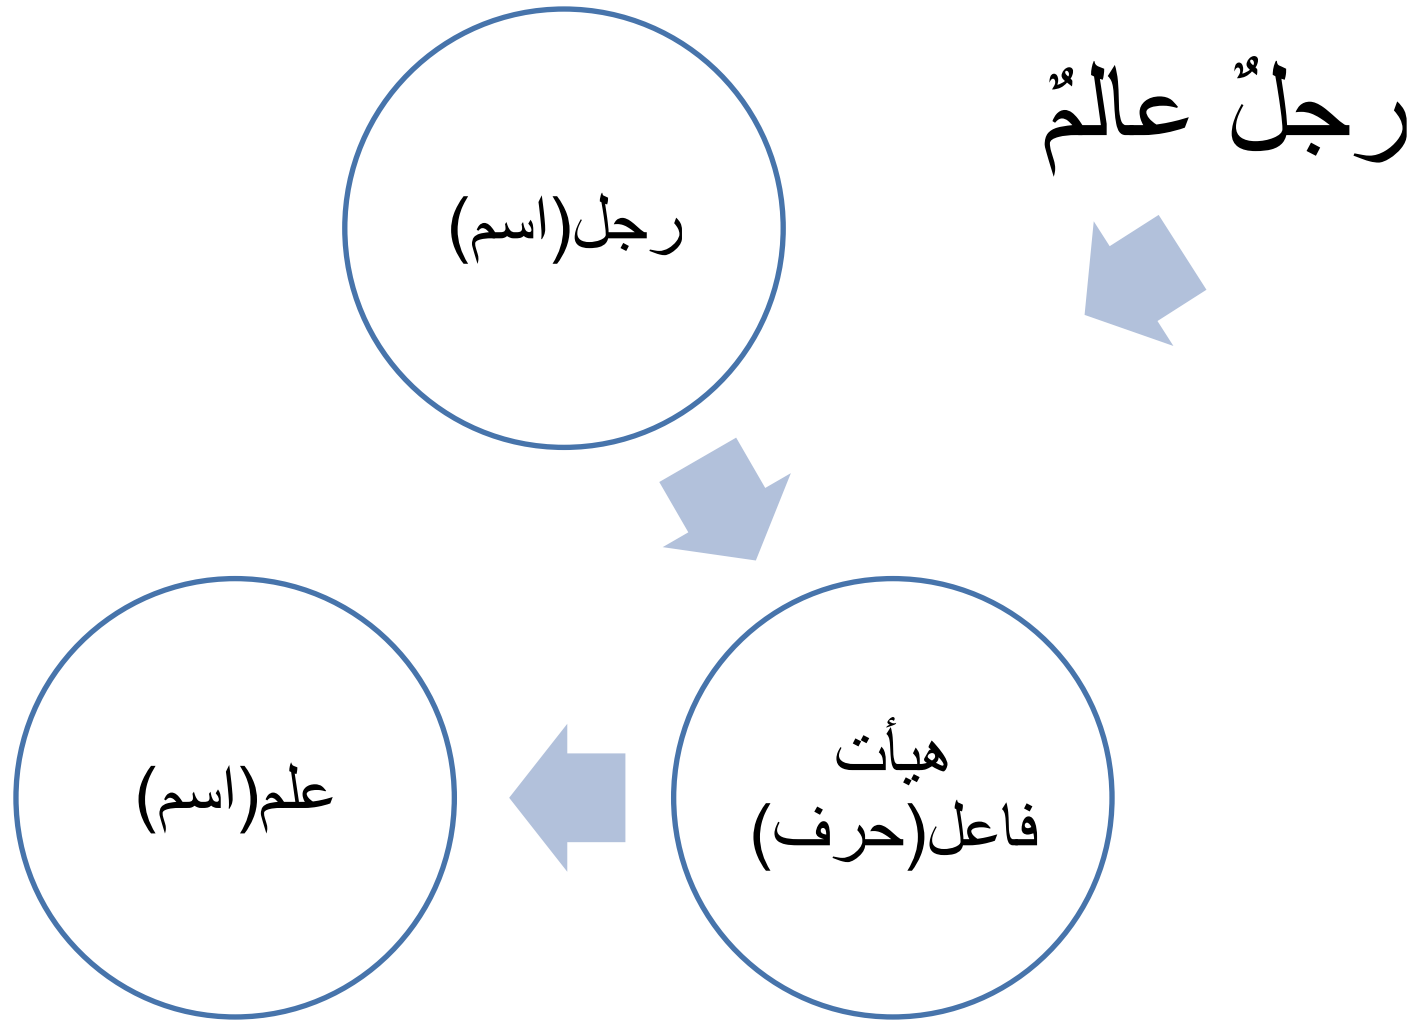 رجلٌ عالمٌ
رجل(اسم)
هيأت
فاعل(حرف)
علم(اسم)